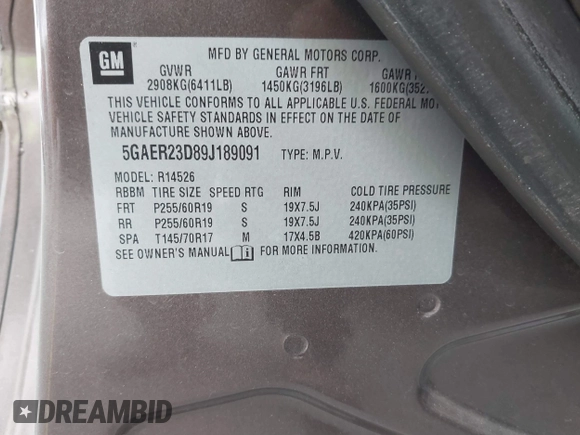 GM
MFD BY GENERAL MOTORS CORP.
GVWR GAWR FRT GAWR
2908KG(6411LB) 1450KG(3196LB) 1600KG(352
THIS VEHICLE CONFORMS TO ALL APPLICABLE U.S. FEDERAL MOT
VEHICLE SAFETY STANDARDS IN EFFECT ON THE DATE OF
MANUFACTURE SHOWN ABOVE.
5GAER23D89J189091 TYPE: M.P.V.
MODEL: R14526
RBBM TIRE SIZE SPEED RTG RIM COLD TIRE PRESSURE
FRT P255/60R19 S 19X7.5J 240KPA(35PSI)
RR P255/60R19 S 19X7.5J 240KPA(35PSI)
SPA T145/70R17 M 17X4.5B 420KPA(60PSI)
SEE OWNER'S MANUAL FOR MORE INFORMATION.
DREAMBID